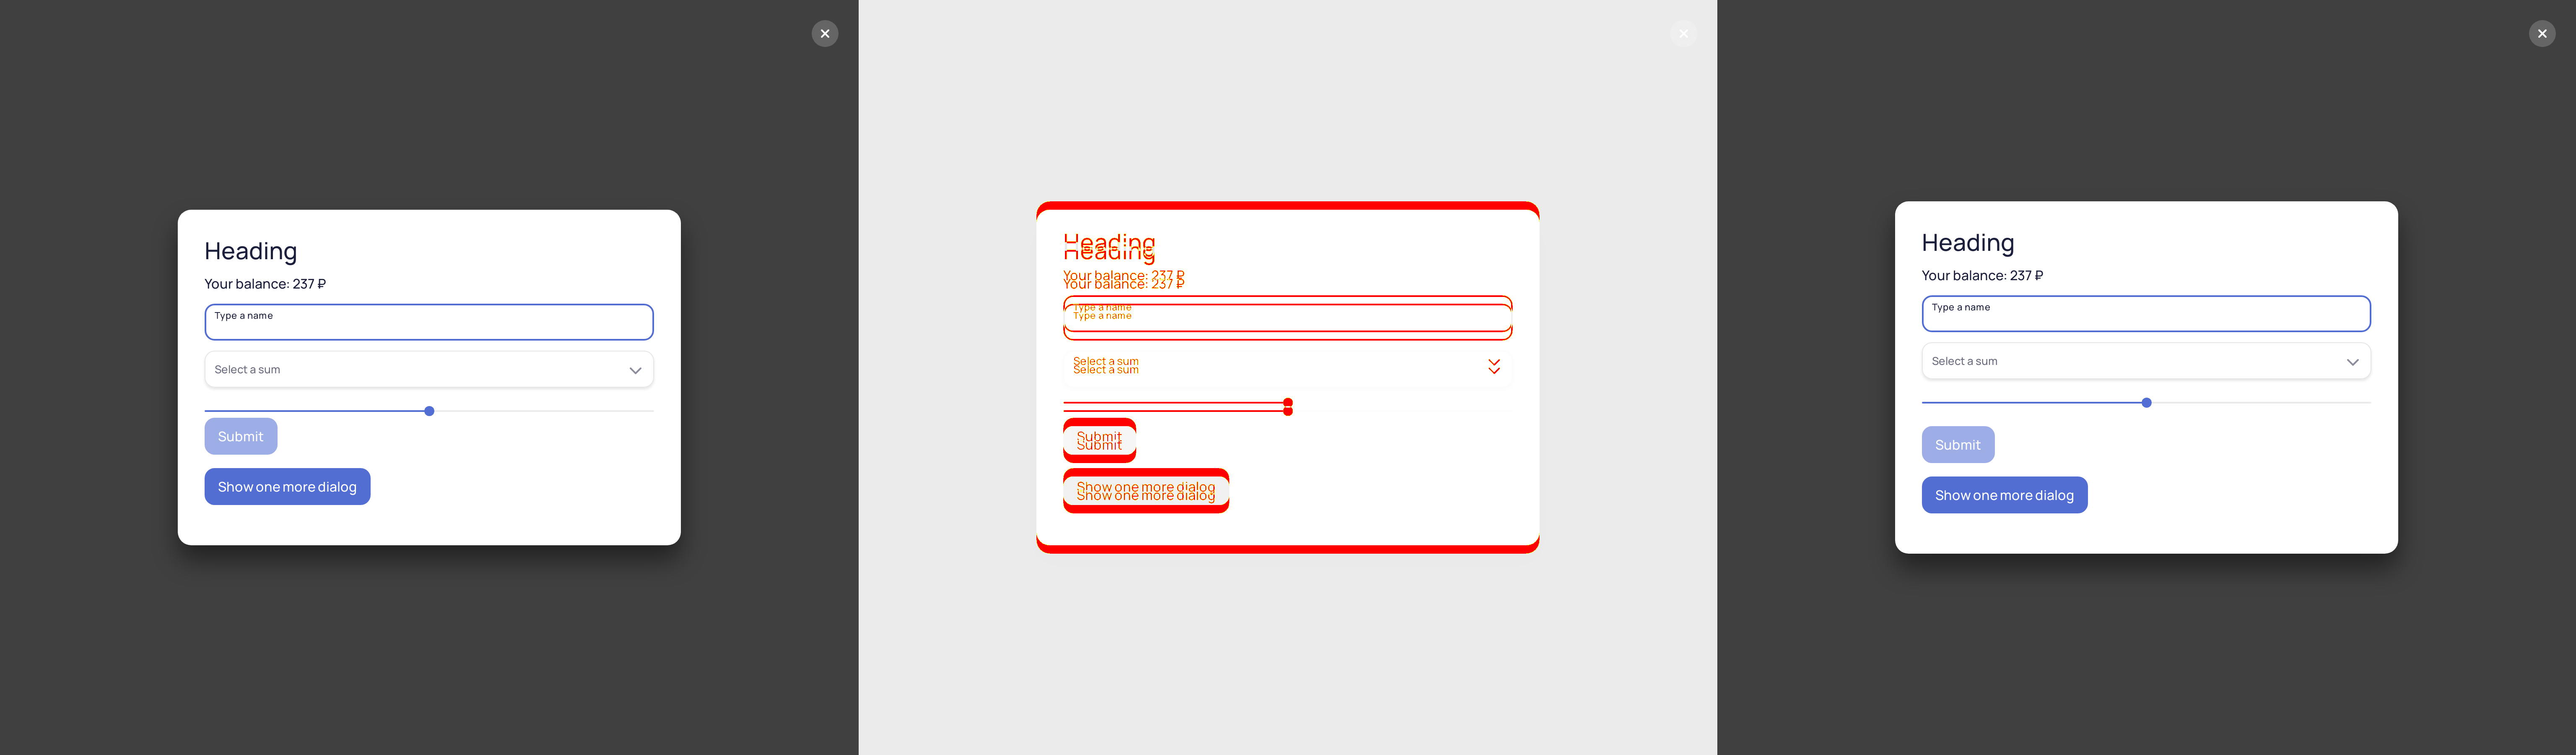 Heading
Your balance: 237 ₽
Type a name
Select a sum
Submit
Show one more dialog
Heading
Heading
Your balance: 237 ₽
Your balance: 237 ₽
Type a name
Type a name
Select a sum
Select a sum
Submit
Submit
Show one more dialog
Show one more dialog
Heading
Your balance: 237 ₽
Type a name
Select a sum
Submit
Show one more dialog